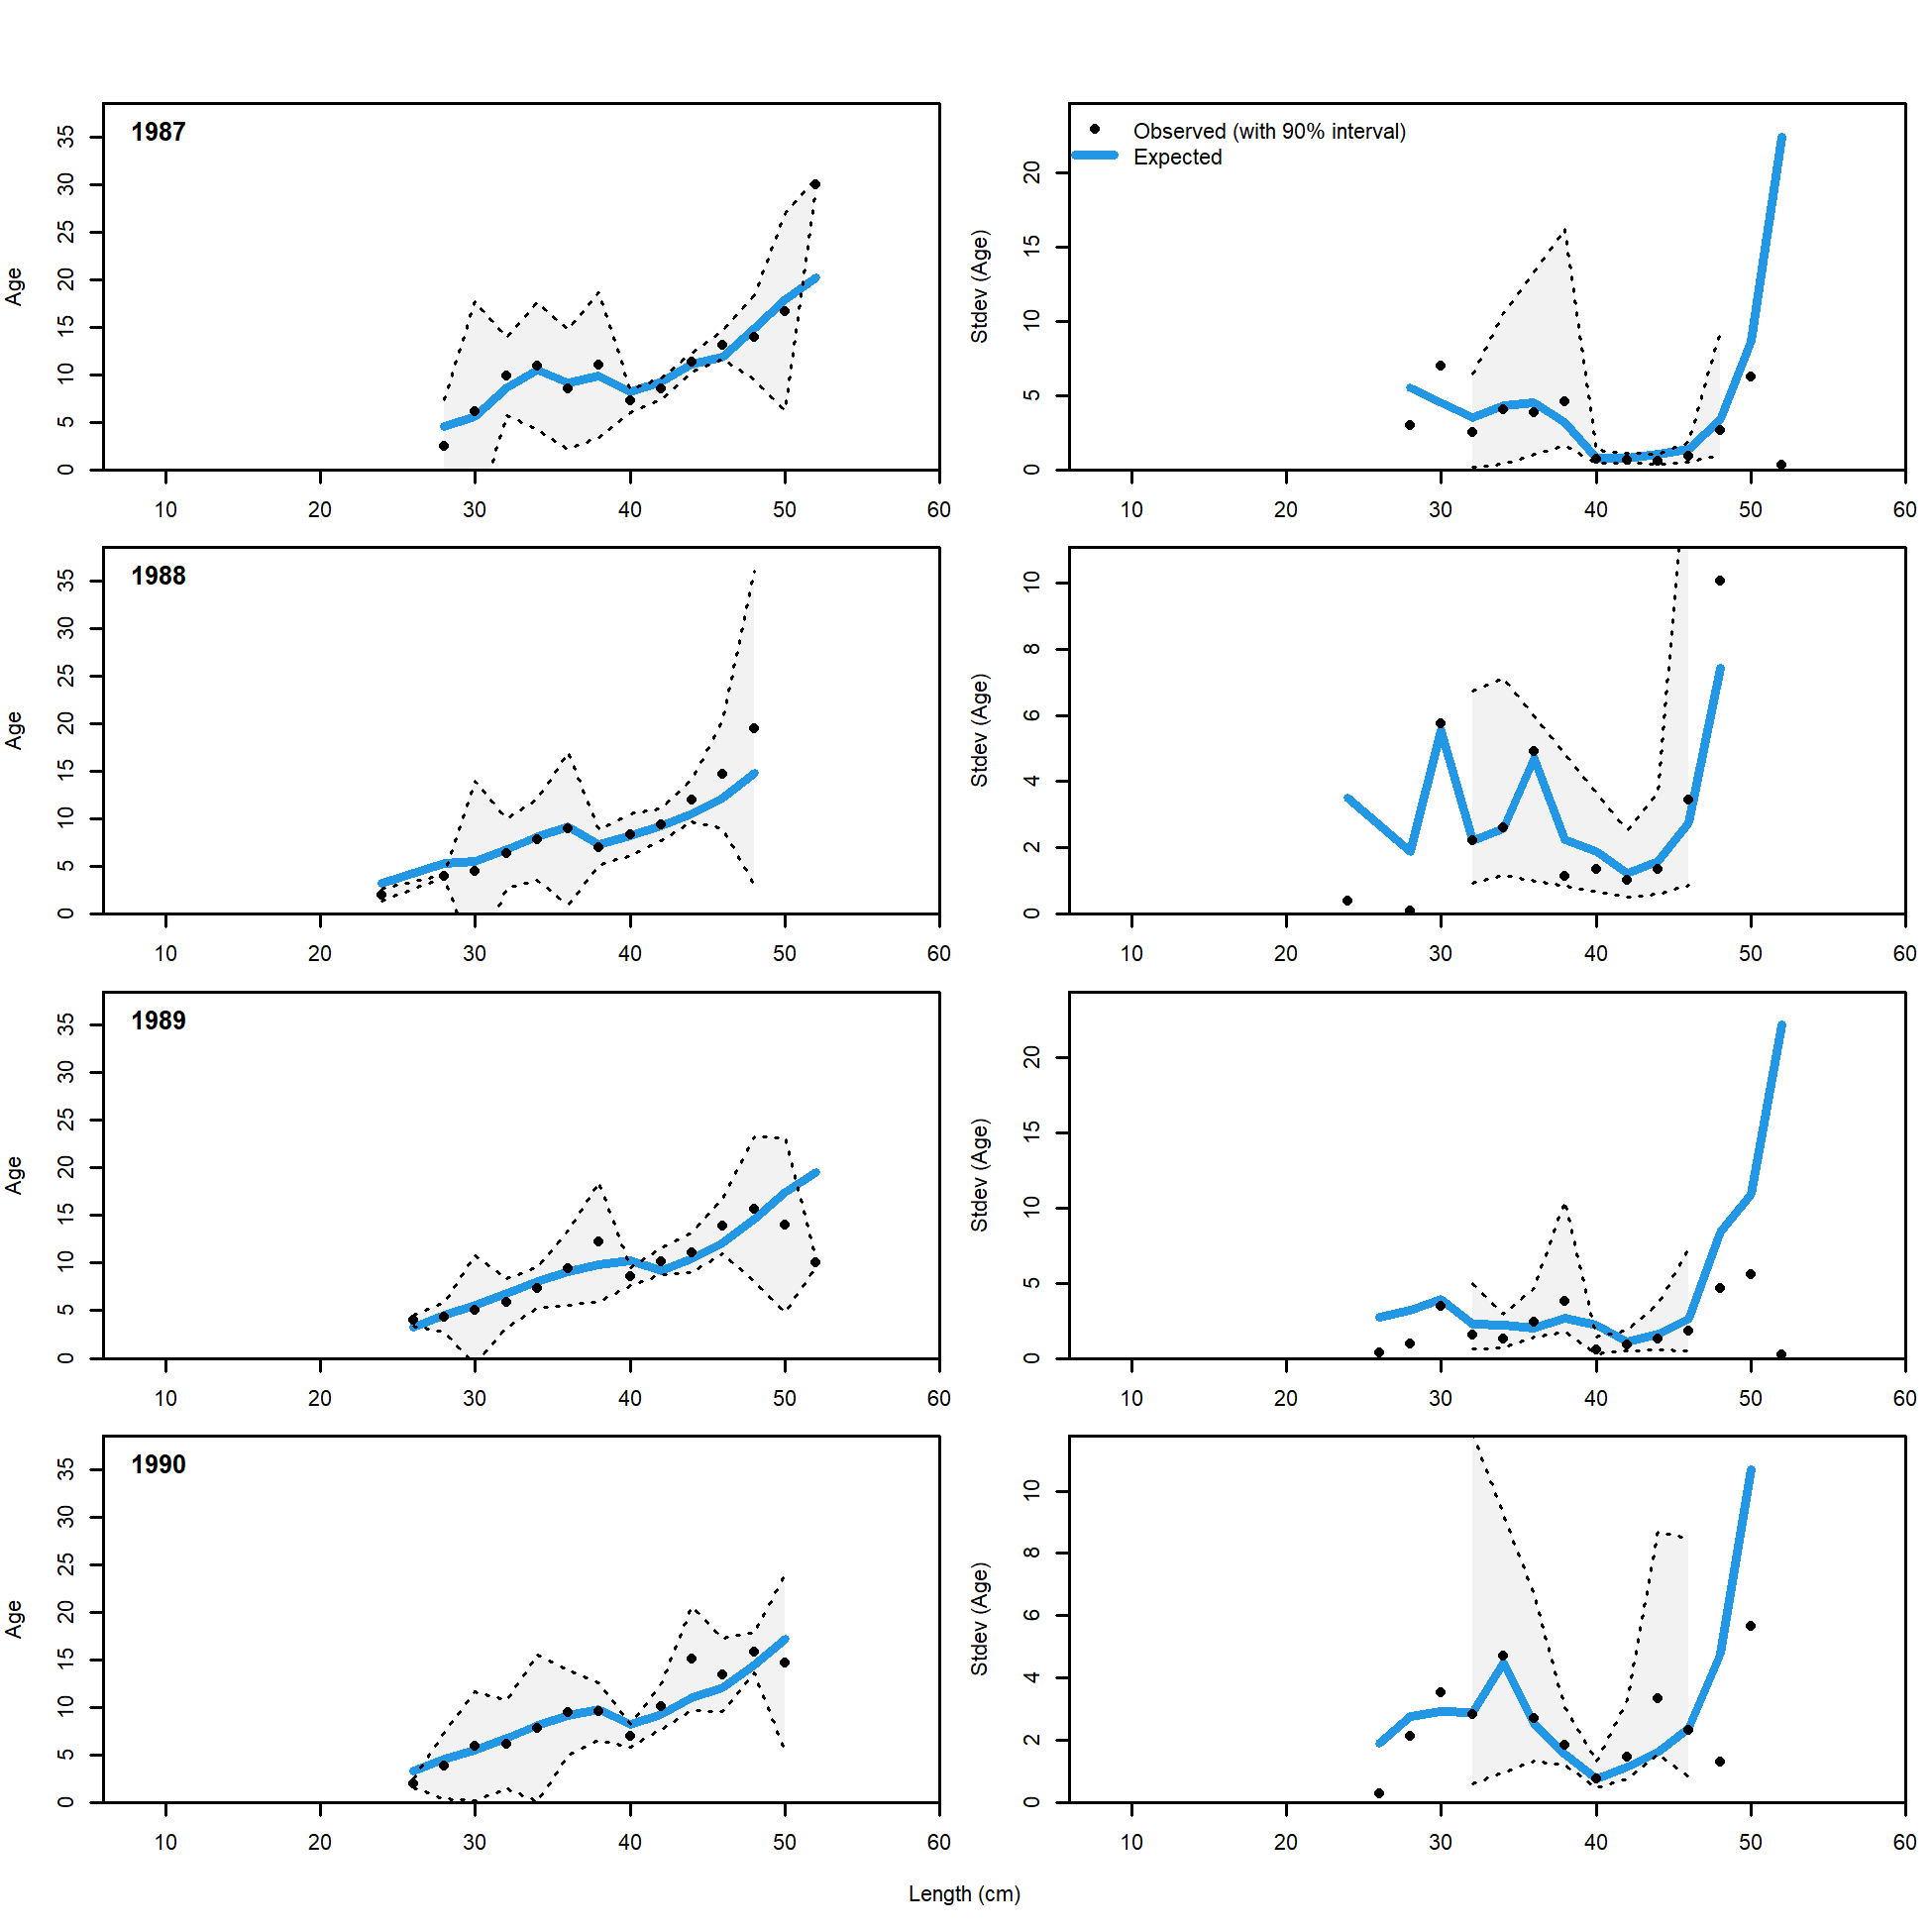 1987
Age
0 5 10 15 20 25 30 35
10 20 30 40 50 60
Observed (with 90% interval)
Expected
Stdev (Age)
0 5 10 15 20
10 20 30 40 50 60
1988
Age
0 5 10 15 20 25 30 35
10 20 30 40 50 60
Stdev (Age)
0 2 4 6 8 10
10 20 30 40 50 60
1989
Age
0 5 10 15 20 25 30 35
10 20 30 40 50 60
Stdev (Age)
0 5 10 15 20
10 20 30 40 50 60
1990
Age
0 5 10 15 20 25 30 35
10 20 30 40 50 60
Stdev (Age)
0 2 4 6 8 10
10 20 30 40 50 60
Length (cm)